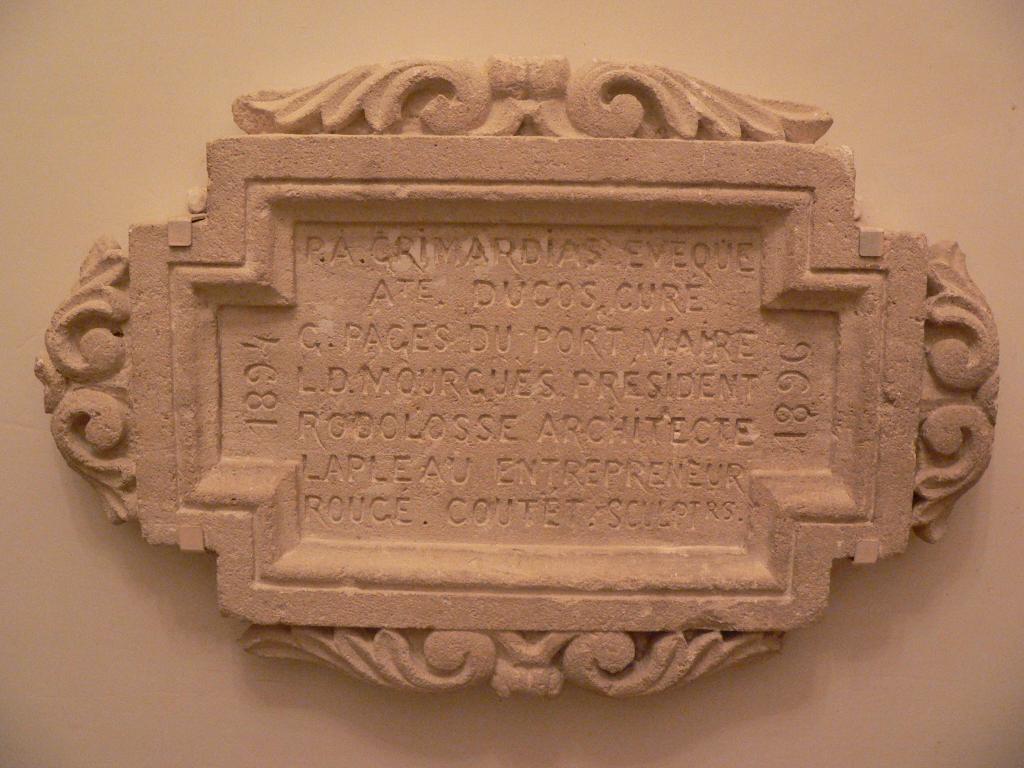 P.A. GRIMARDIAS. EVEQUE
ATE. DUCOS. CURE
G. PAGES DU PORT. MAIRE
L.D. MOURGUES. PRESIDENT
RODOLOSSE ARCHITECTE
LAPLEAU ENTREPRENEUR
ROUGE. COUTET. SCULPTRS.
1894
1896